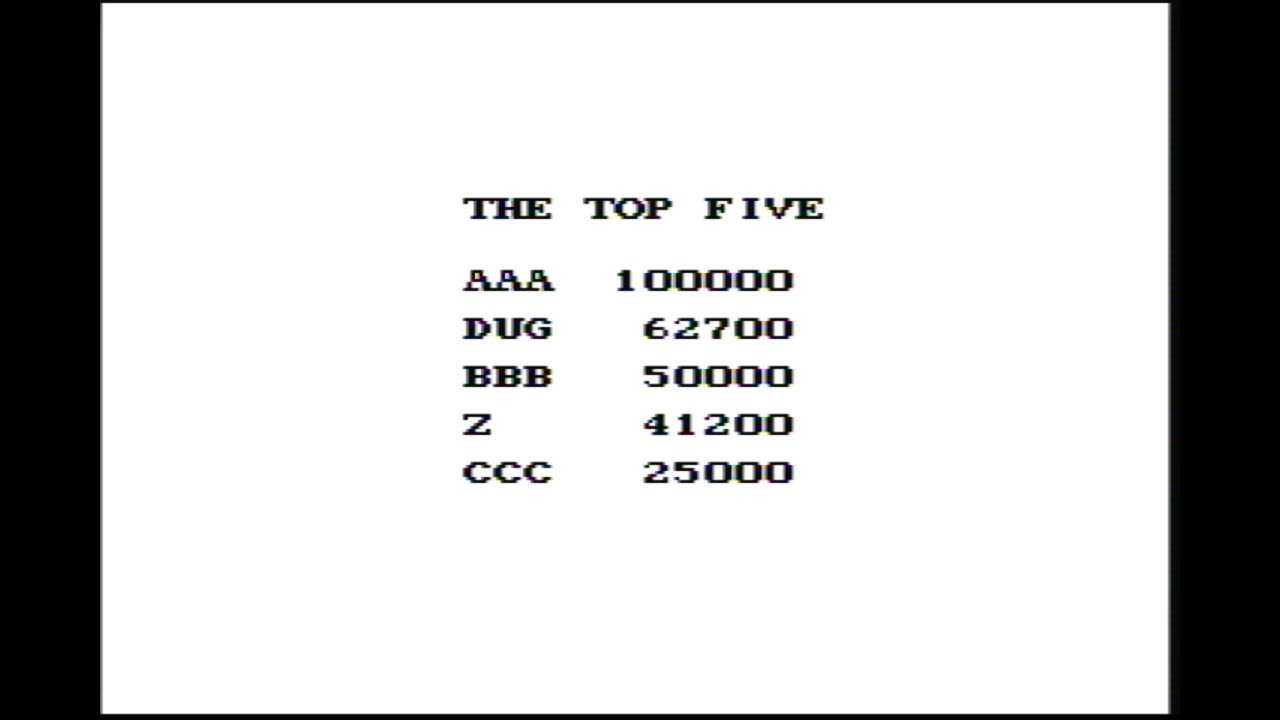 THE TOP FIVE
AAA 100000
DUG 62700
BBB 50000
Z 41200
CCC 25000